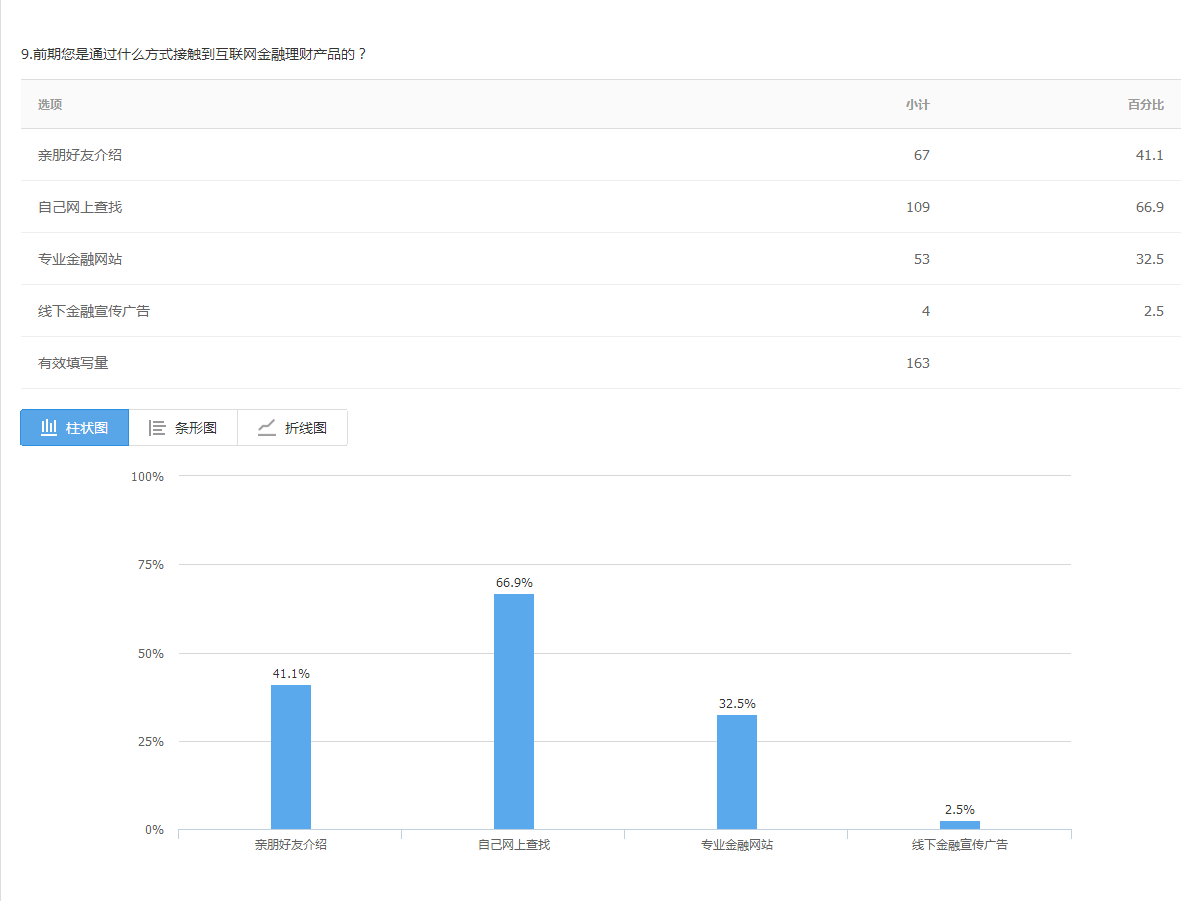 9.前期您是通过什么方式接触到互联网金融理财产品的？
选项 小计 百分比
亲朋好友介绍 67 41.1
自己网上查找 109 66.9
专业金融网站 53 32.5
线下金融宣传广告 4 2.5
有效填写量 163
柱状图 条形图 折线图
100%
75%
66.9%
50%
41.1%
32.5%
25%
2.5%
0%
亲朋好友介绍 自己网上查找 专业金融网站 线下金融宣传广告